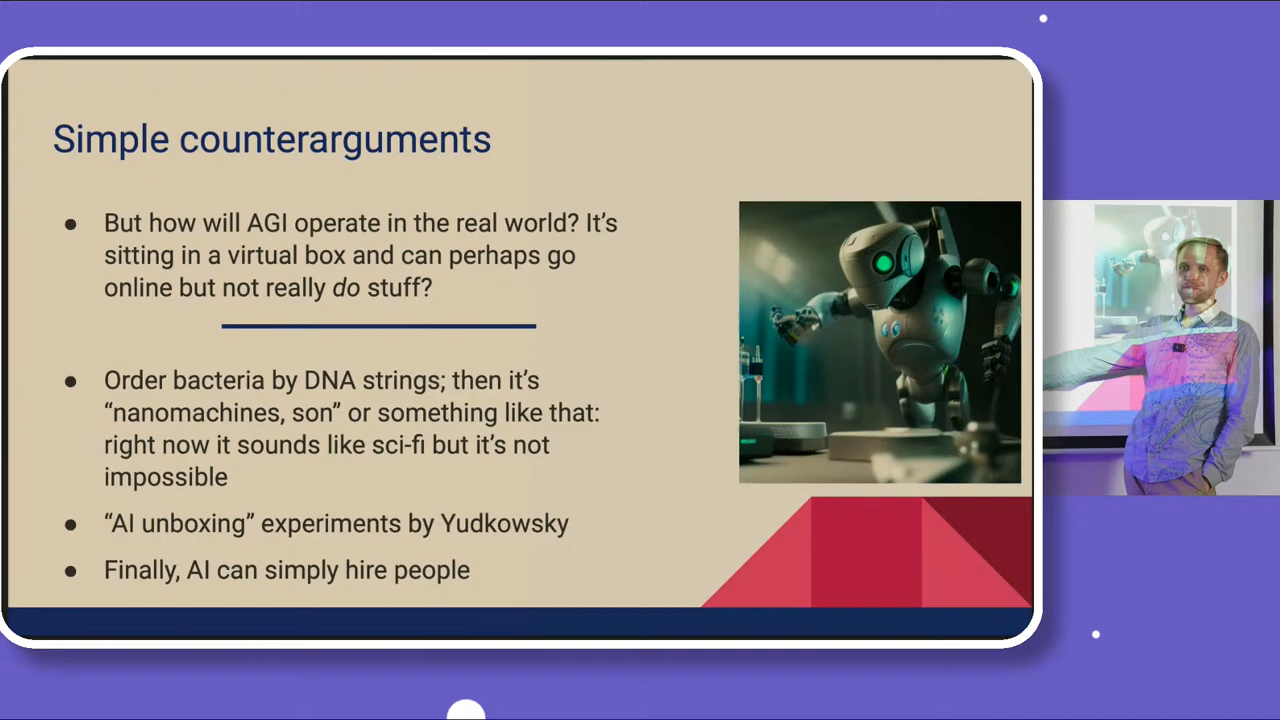 Simple counterarguments
● But how will AGI operate in the real world? It’s
sitting in a virtual box and can perhaps go
online but not really do stuff?
● Order bacteria by DNA strings; then it’s
“nanomachines, son” or something like that:
right now it sounds like sci-fi but it’s not
impossible
● “AI unboxing” experiments by Yudkowsky
● Finally, AI can simply hire people